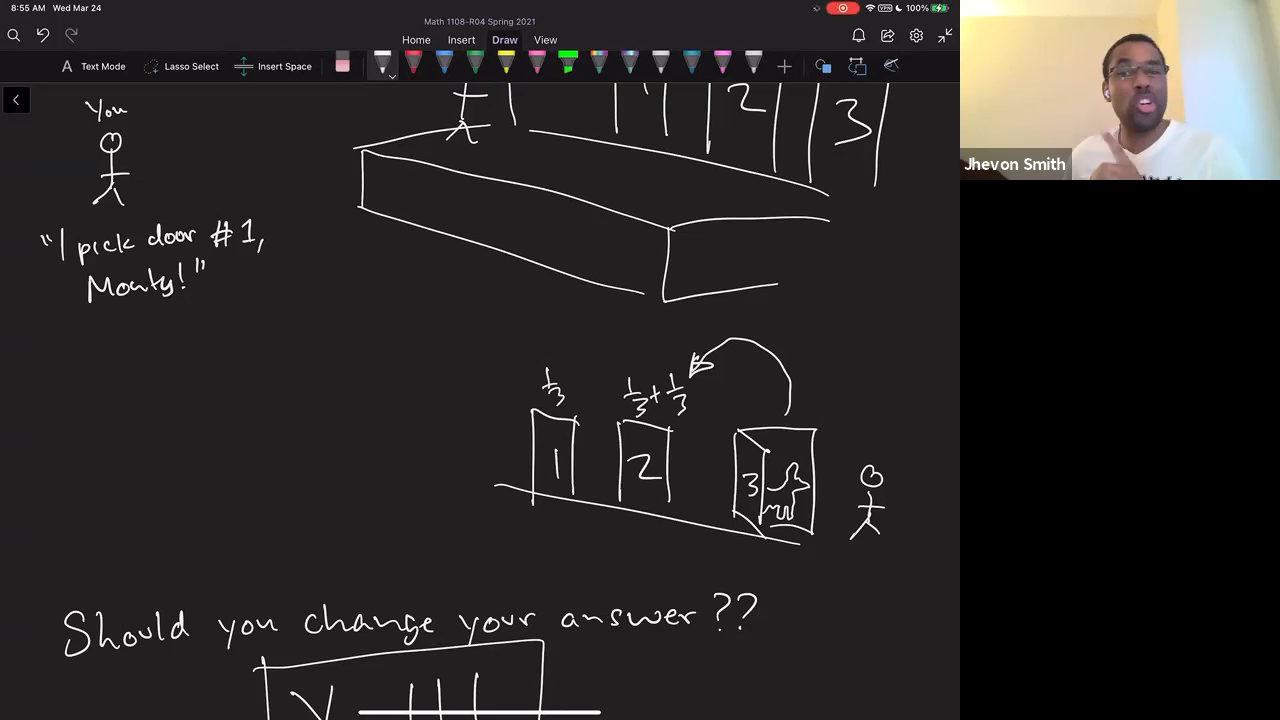 8:55 AM Wed Mar 24
VPN 100%
Math 1108-R04 Spring 2021
Home Insert Draw View
Text Mode Lasso Select Insert Space
You
2
3
"I pick door #1,
Monty!"
1/3 1/3+1/3
1 2 3
Jhevon Smith
Should you change your answer??